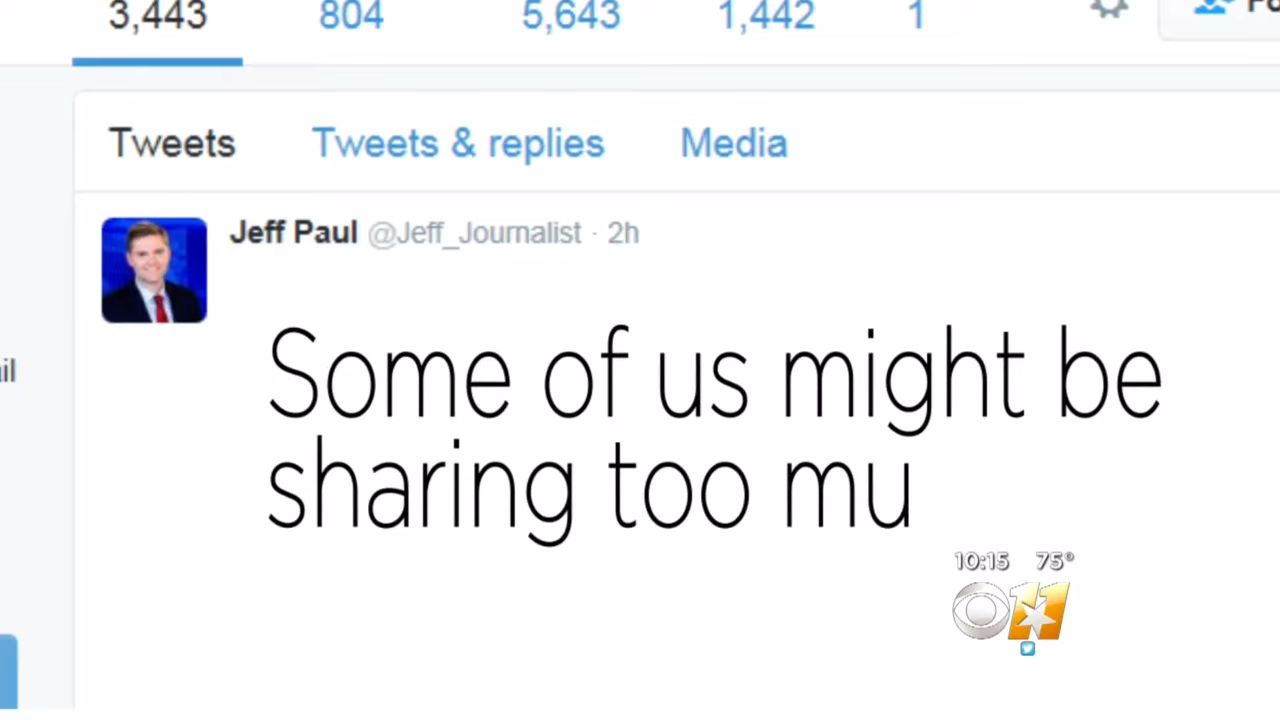 3,443 804 5,643 1,442 1
Tweets Tweets & replies Media
Jeff Paul @Jeff_Journalist · 2h
Some of us might be
sharing too mu
10:15 75°
11